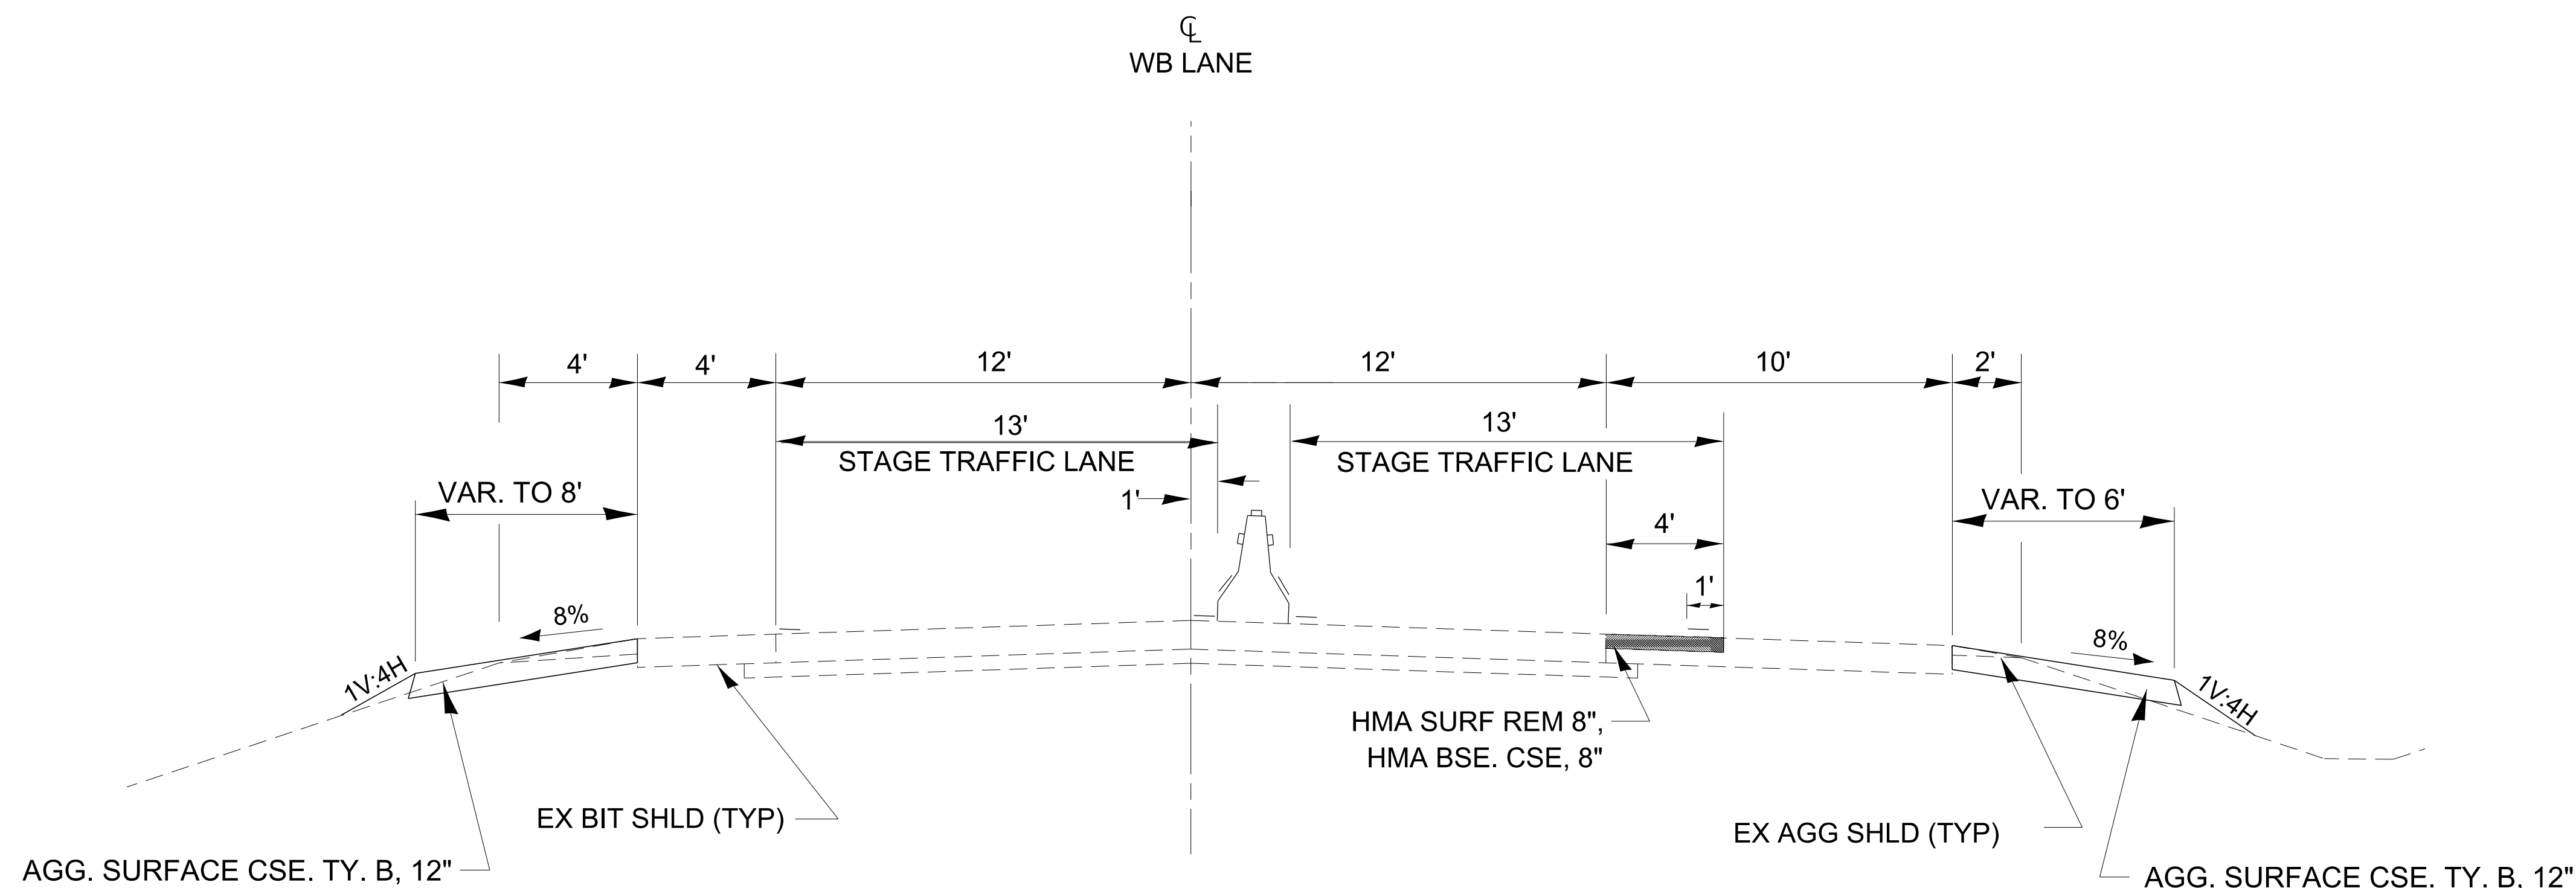 ℄
WB LANE
4'
4'
12'
12'
10'
2'
13'
STAGE TRAFFIC LANE
13'
STAGE TRAFFIC LANE
VAR. TO 8'
1'
VAR. TO 6'
4'
1'
8%
8%
1V:4H
1V:4H
HMA SURF REM 8",
HMA BSE. CSE, 8"
EX BIT SHLD (TYP)
EX AGG SHLD (TYP)
AGG. SURFACE CSE. TY. B, 12"
AGG. SURFACE CSE. TY. B. 12"